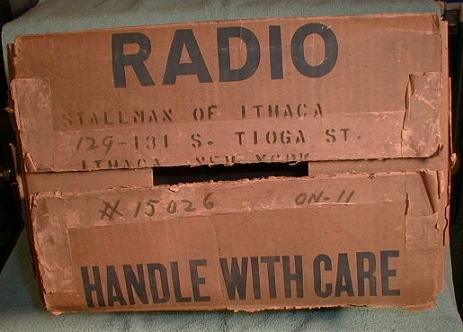 RADIO
STALLMAN OF ITHACA
129-131 S. TIOGA ST.
ITHACA, NEW YORK
# 15026 ON-11
HANDLE WITH CARE